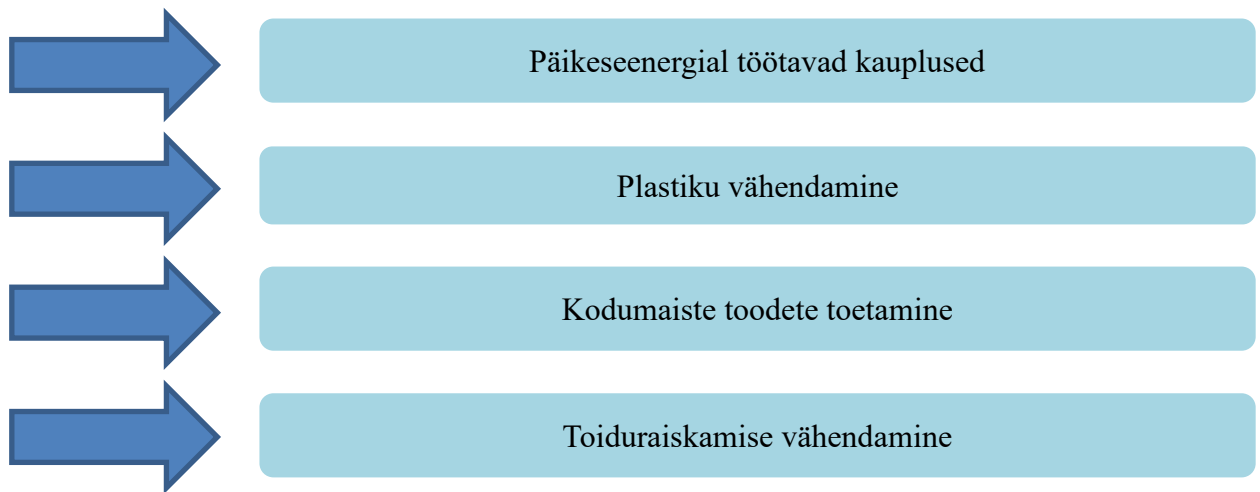 Päikeseenergial töötavad kauplused
Plastiku vähendamine
Kodumaiste toodete toetamine
Toiduraiskamise vähendamine